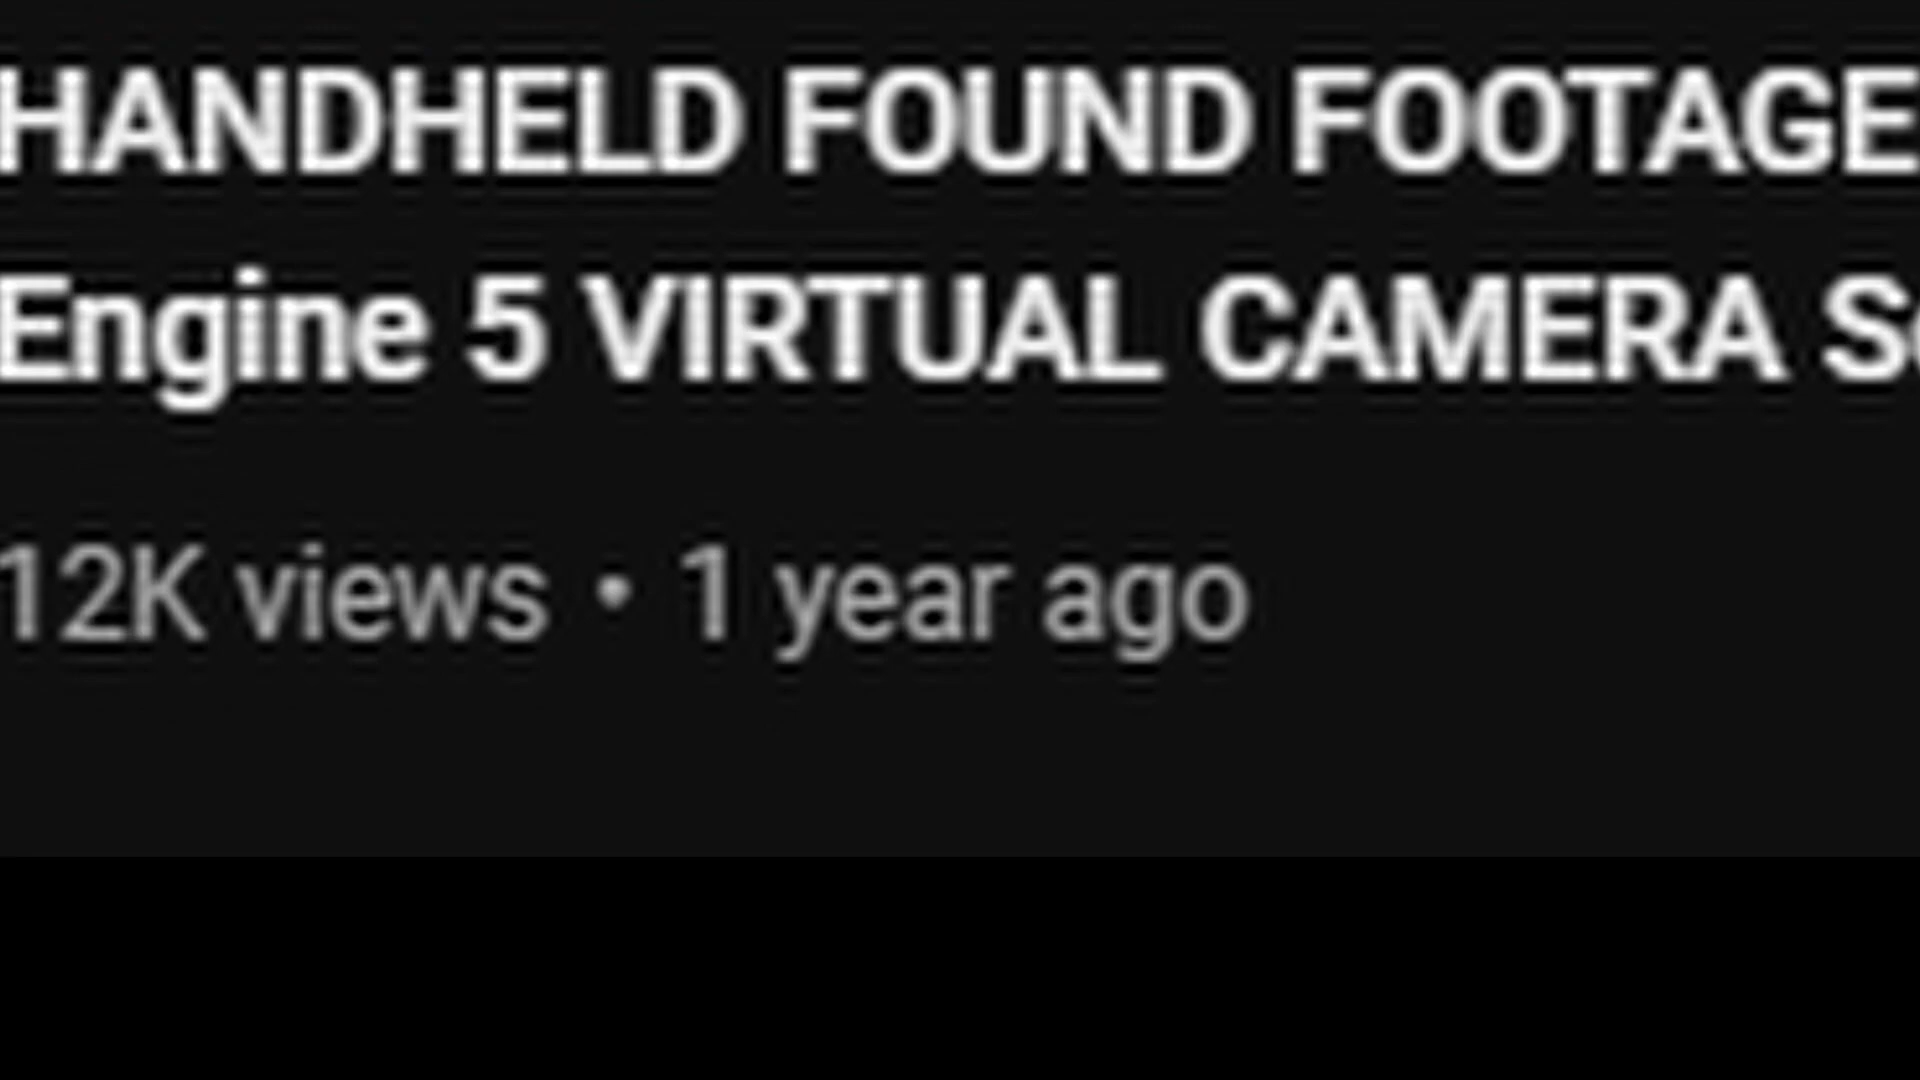 HANDHELD FOUND FOOTAGE
Engine 5 VIRTUAL CAMERA
12K views • 1 year ago